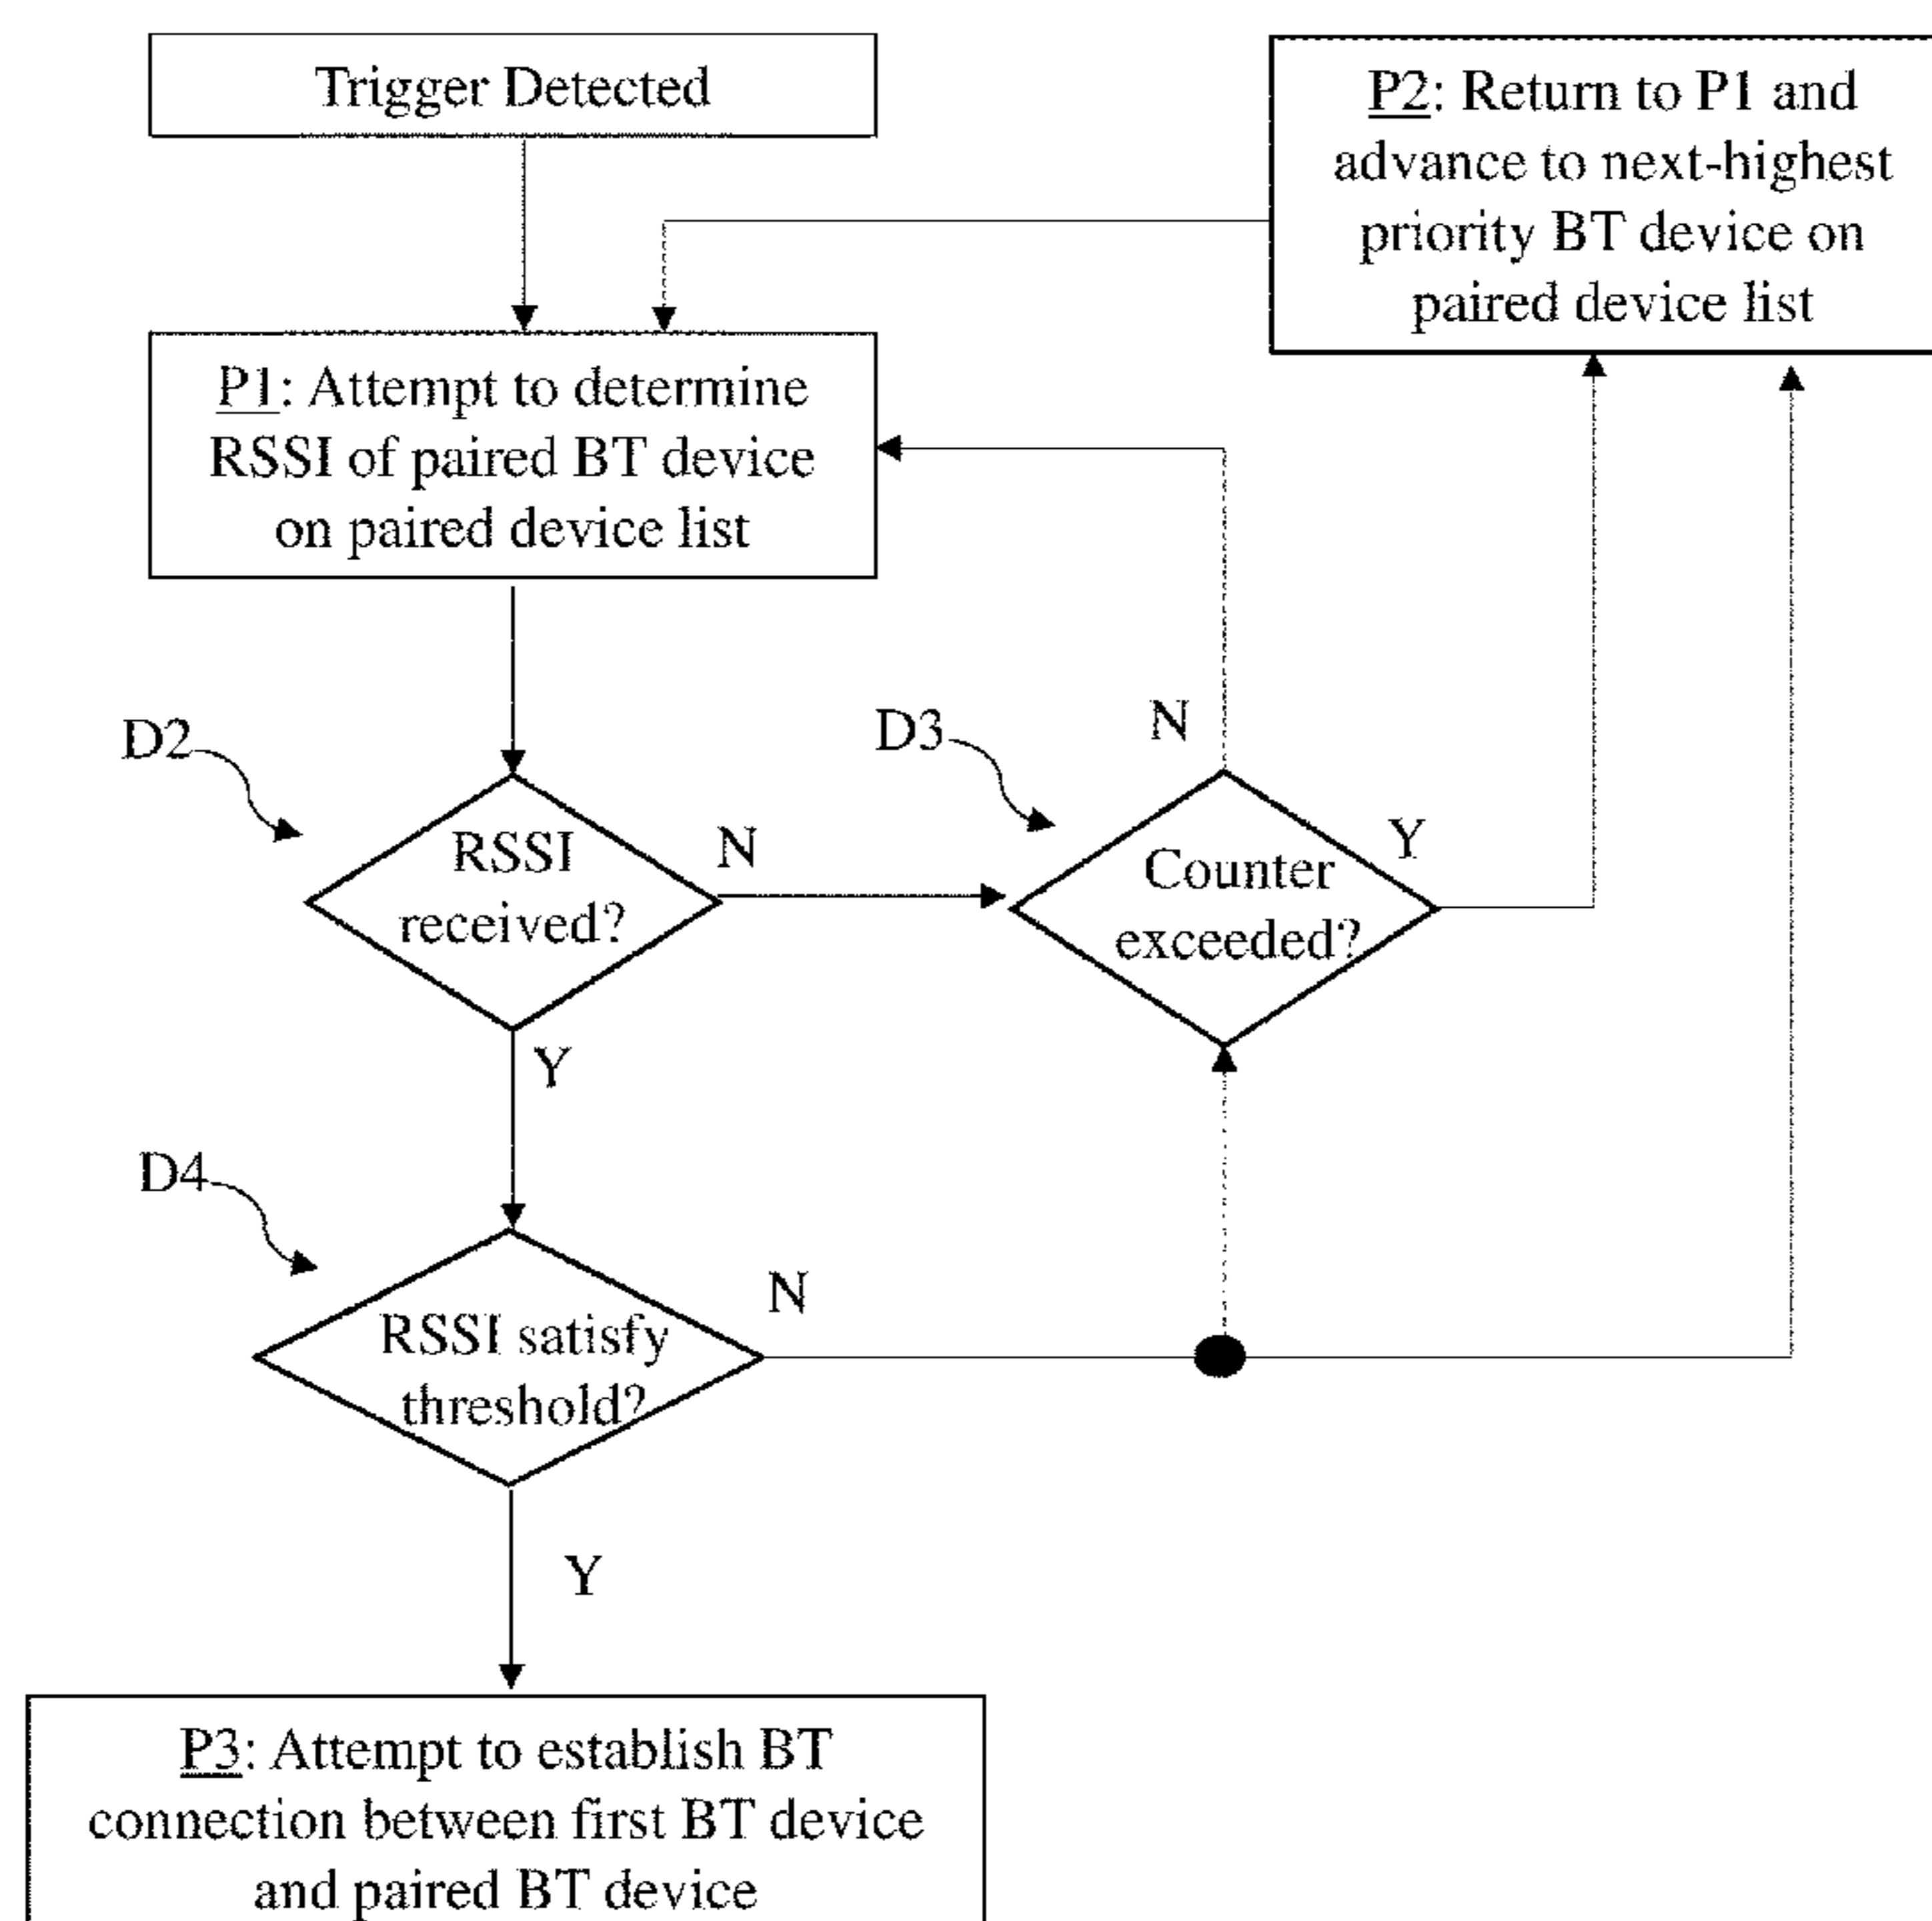 Trigger Detected
P2: Return to P1 and
advance to next-highest
priority BT device on
paired device list
P1: Attempt to determine
RSSI of paired BT device
on paired device list
D2
D3
N
RSSI
received?
N
Counter
exceeded?
Y
Y
D4
RSSI satisfy
threshold?
N
Y
P3: Attempt to establish BT
connection between first BT device
and paired BT device